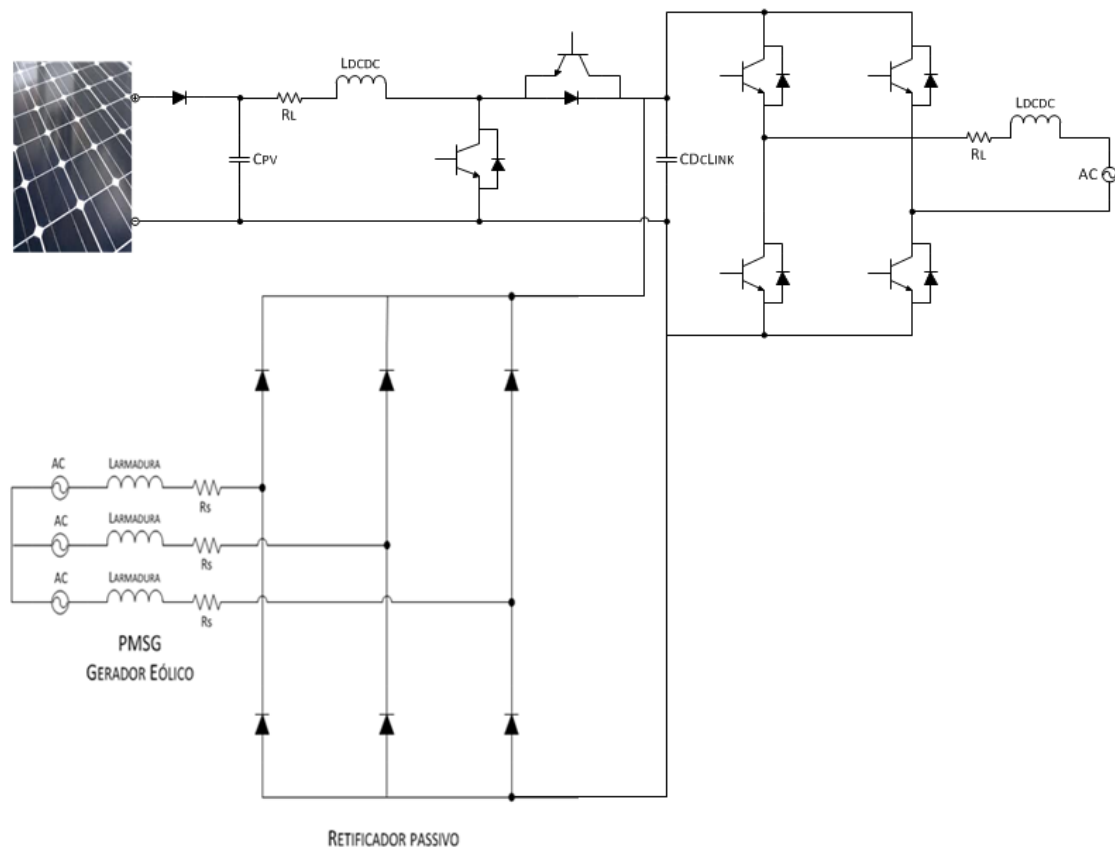 LDCDC
RL
CPV
CDCLINK
LDCDC
RL
AC
AC
LARMADURA
RS
AC
LARMADURA
RS
AC
LARMADURA
RS
PMSG
GERADOR EÓLICO
RETIFICADOR PASSIVO